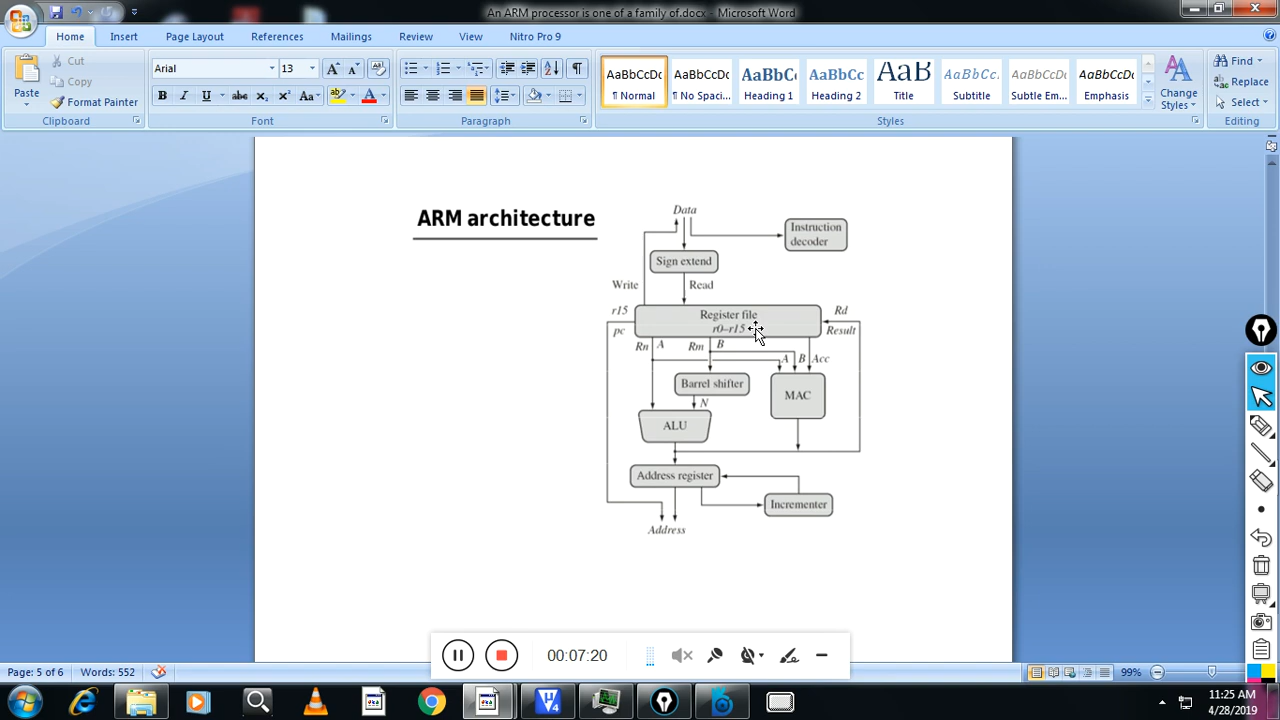 An ARM processor is one of a family of.docx - Microsoft Word
Home Insert Page Layout References Mailings Review View Nitro Pro 9
Paste
Cut
Copy
Format Painter
Clipboard
Arial 13
Font
Paragraph
AaBbCcDc AaBbCcDc AaBbC AaBbCc AaB AaBbCc. AaBbCcDc AaBbCcDc
¶ Normal ¶ No Spaci... Heading 1 Heading 2 Title Subtitle Subtle Em... Emphasis
Change Styles
Styles
Find
Replace
Select
Editing
ARM architecture
Data
Instruction
decoder
Sign extend
Write
Read
r15
pc
Register file
r0–r15
Rd
Result
Rn A Rm B
A B Acc
Barrel shifter
N
MAC
ALU
Address register
Incrementer
Address
00:07:20
Page: 5 of 6 Words: 552
99%
11:25 AM
4/28/2019